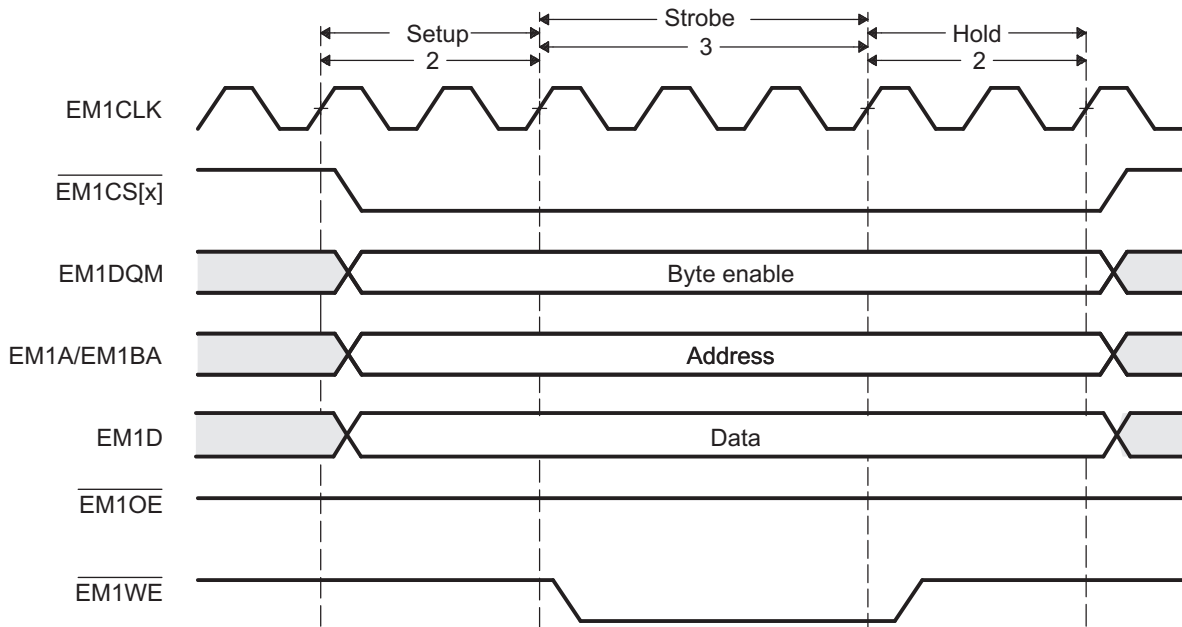 Setup
Strobe
Hold
2
3
2
EM1CLK
EM1CS[x]
EM1DQM
Byte enable
EM1A/EM1BA
Address
EM1D
Data
EM1OE
EM1WE